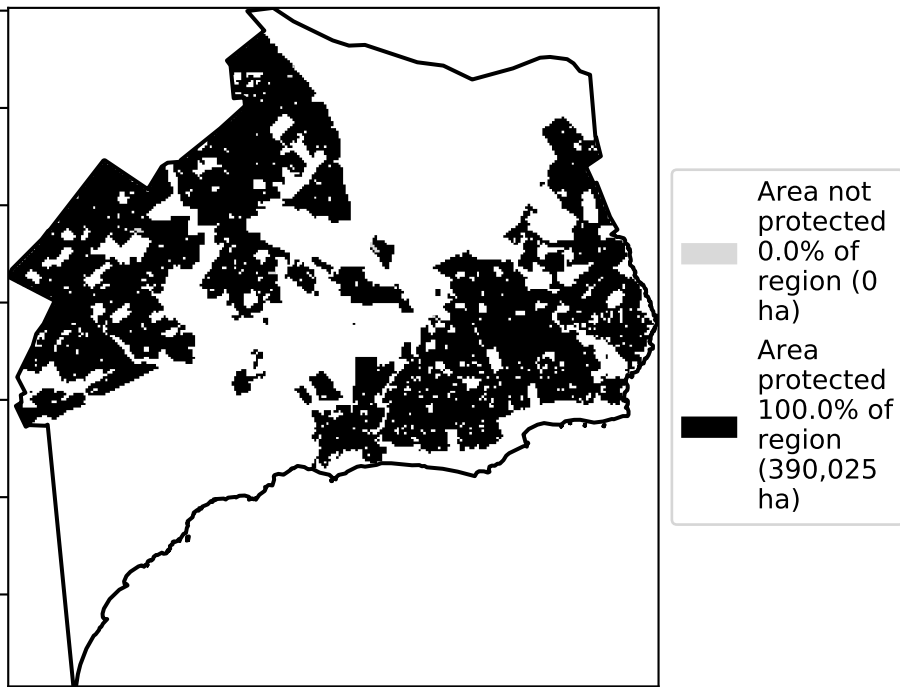 Area not
protected
0.0% of
region (0
ha)
Area
protected
100.0% of
region
(390,025
ha)